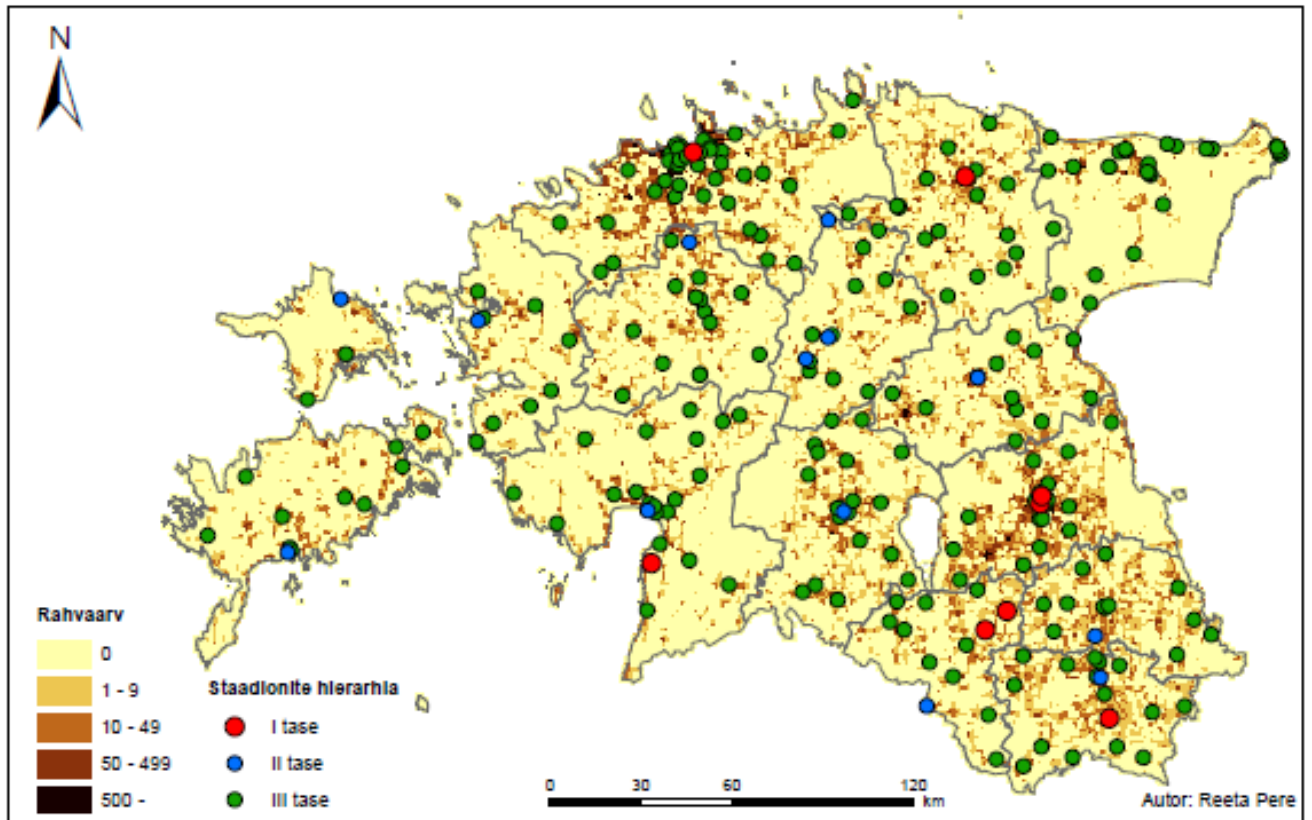 N
Rahvaarv
0
1 - 9
10 - 49
50 - 499
500 -
Staadionite hierarhia
I tase
II tase
III tase
0 30 60 120
km
Autor: Reeta Pere